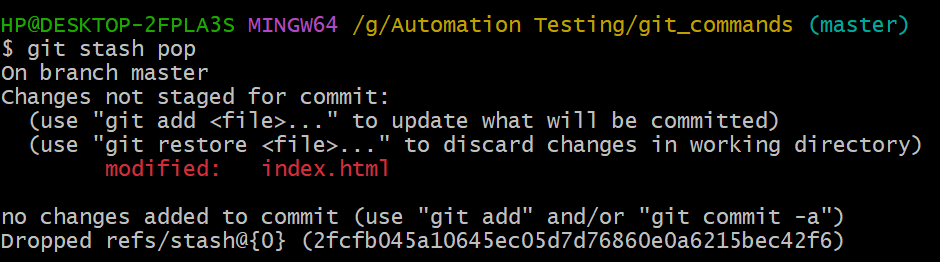 HP@DESKTOP-2FPLA3S MINGW64 /g/Automation Testing/git_commands (master)
$ git stash pop
On branch master
Changes not staged for commit:
  (use "git add <file>..." to update what will be committed)
  (use "git restore <file>..." to discard changes in working directory)
        modified:   index.html

no changes added to commit (use "git add" and/or "git commit -a")
Dropped refs/stash@{0} (2fcfb045a10645ec05d7d76860e0a6215bec42f6)